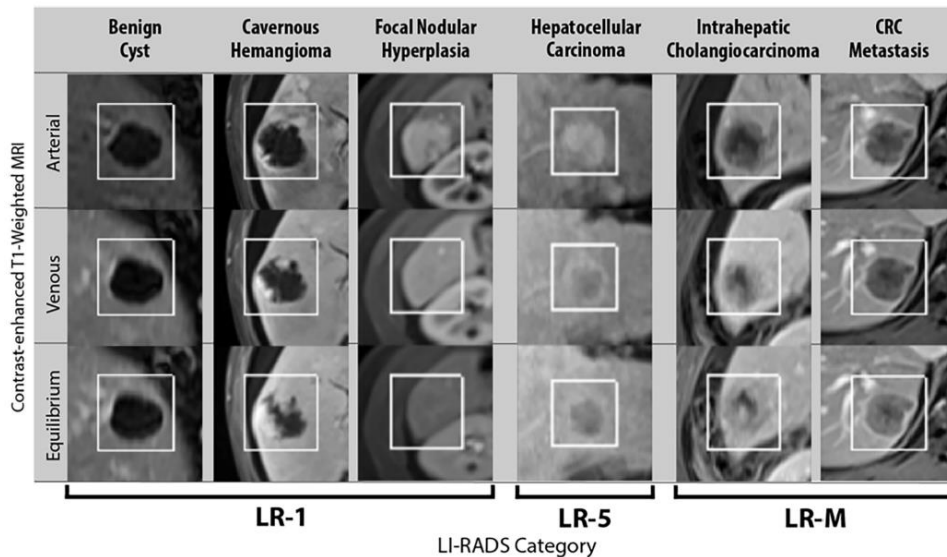 Benign Cyst
Cavernous Hemangioma
Focal Nodular Hyperplasia
Hepatocellular Carcinoma
Intrahepatic Cholangiocarcinoma
CRC Metastasis
Contrast-enhanced T1-Weighted MRI
Arterial
Venous
Equilibrium
LR-1
LR-5
LR-M
LI-RADS Category